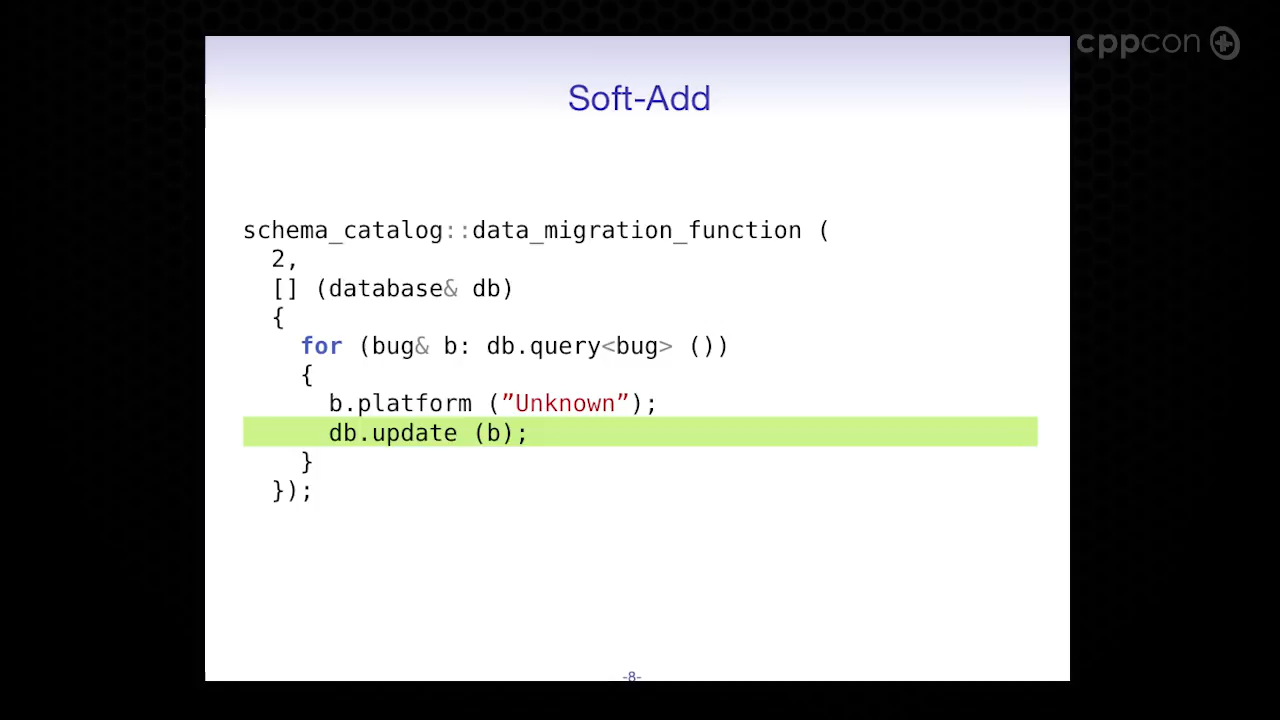 cppcon
Soft-Add
schema_catalog::data_migration_function (
  2,
  [] (database& db)
  {
    for (bug& b: db.query<bug> ())
    {
      b.platform (”Unknown”);
      db.update (b);
    }
  });
-8-